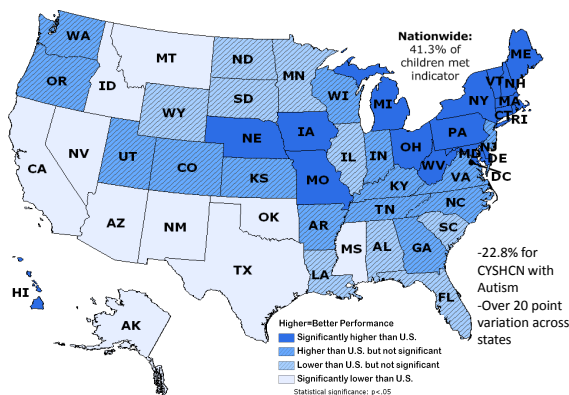 Nationwide:
41.3% of
children met
indicator
WA
MT
ND
MN
ME
OR
ID
SD
WI
MI
VT
NH
NY
MA
CT
RI
WY
NE
IA
PA
NJ
NV
UT
CO
IL
IN
OH
WV
MD
DE
VA
DC
CA
KS
MO
KY
NC
TN
AZ
NM
OK
AR
SC
MS
AL
GA
TX
LA
FL
HI
AK
-22.8% for
CYSHCN with
Autism
-Over 20 point
variation across
states
Higher=Better Performance
Significantly higher than U.S.
Higher than U.S. but not significant
Lower than U.S. but not significant
Significantly lower than U.S.
Statistical significance: p<.05